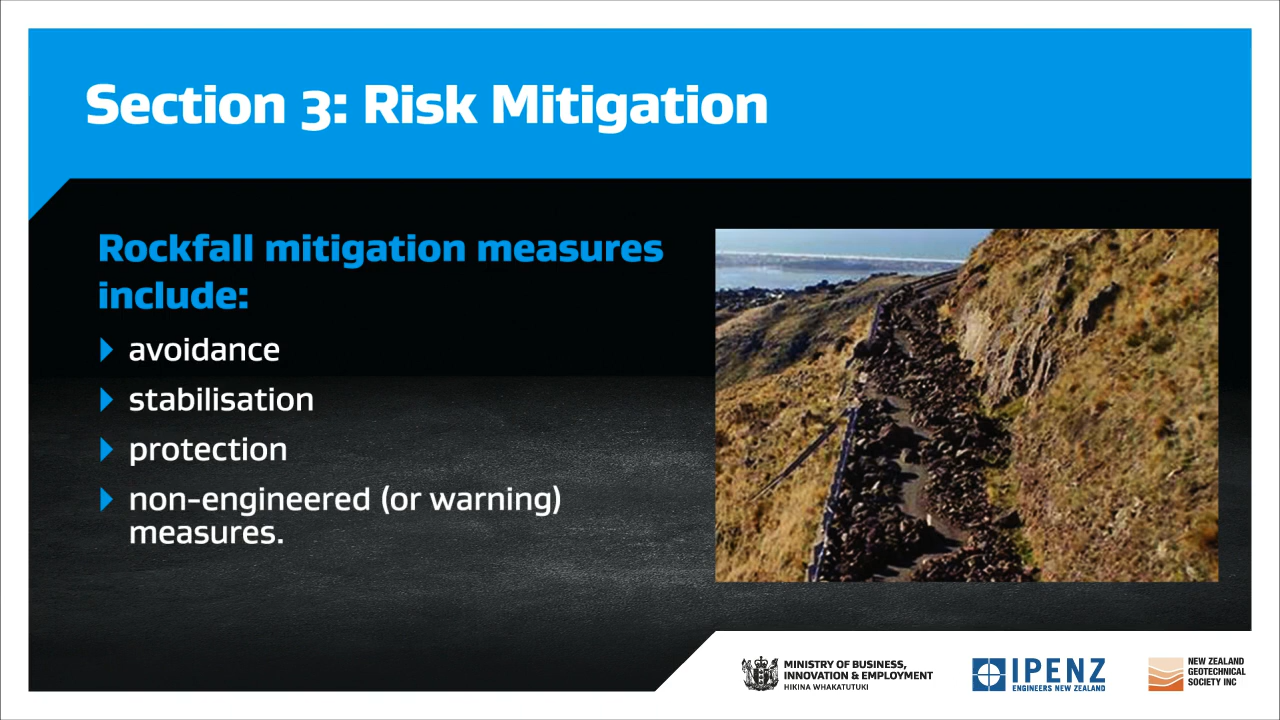 Section 3: Risk Mitigation
Rockfall mitigation measures
include:
avoidance
stabilisation
protection
non-engineered (or warning)
measures.
MINISTRY OF BUSINESS,
INNOVATION & EMPLOYMENT
HIKINA WHAKATUTUKI
IPENZ
ENGINEERS NEW ZEALAND
NEW ZEALAND
GEOTECHNICAL
SOCIETY INC